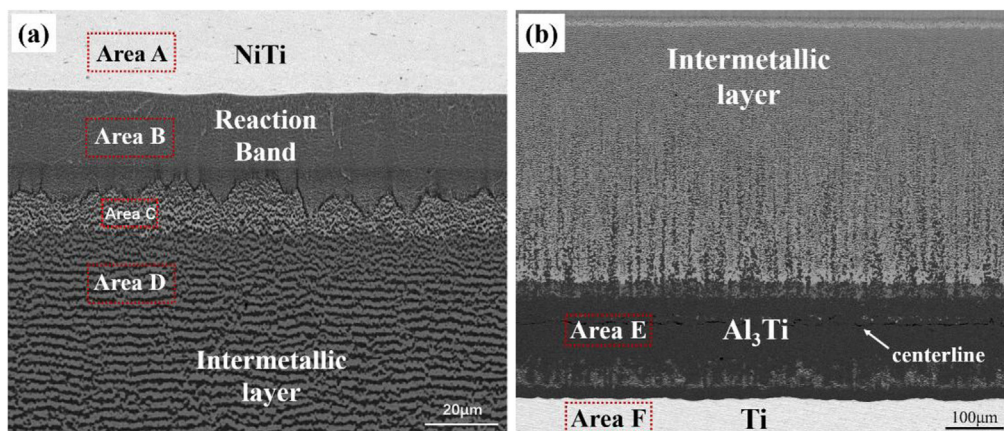 (a)
Area A
NiTi
Area B
Reaction
Band
Area C
Area D
Intermetallic
layer
20μm
(b)
Intermetallic
layer
Area E
Al₃Ti
centerline
Area F
Ti
100μm